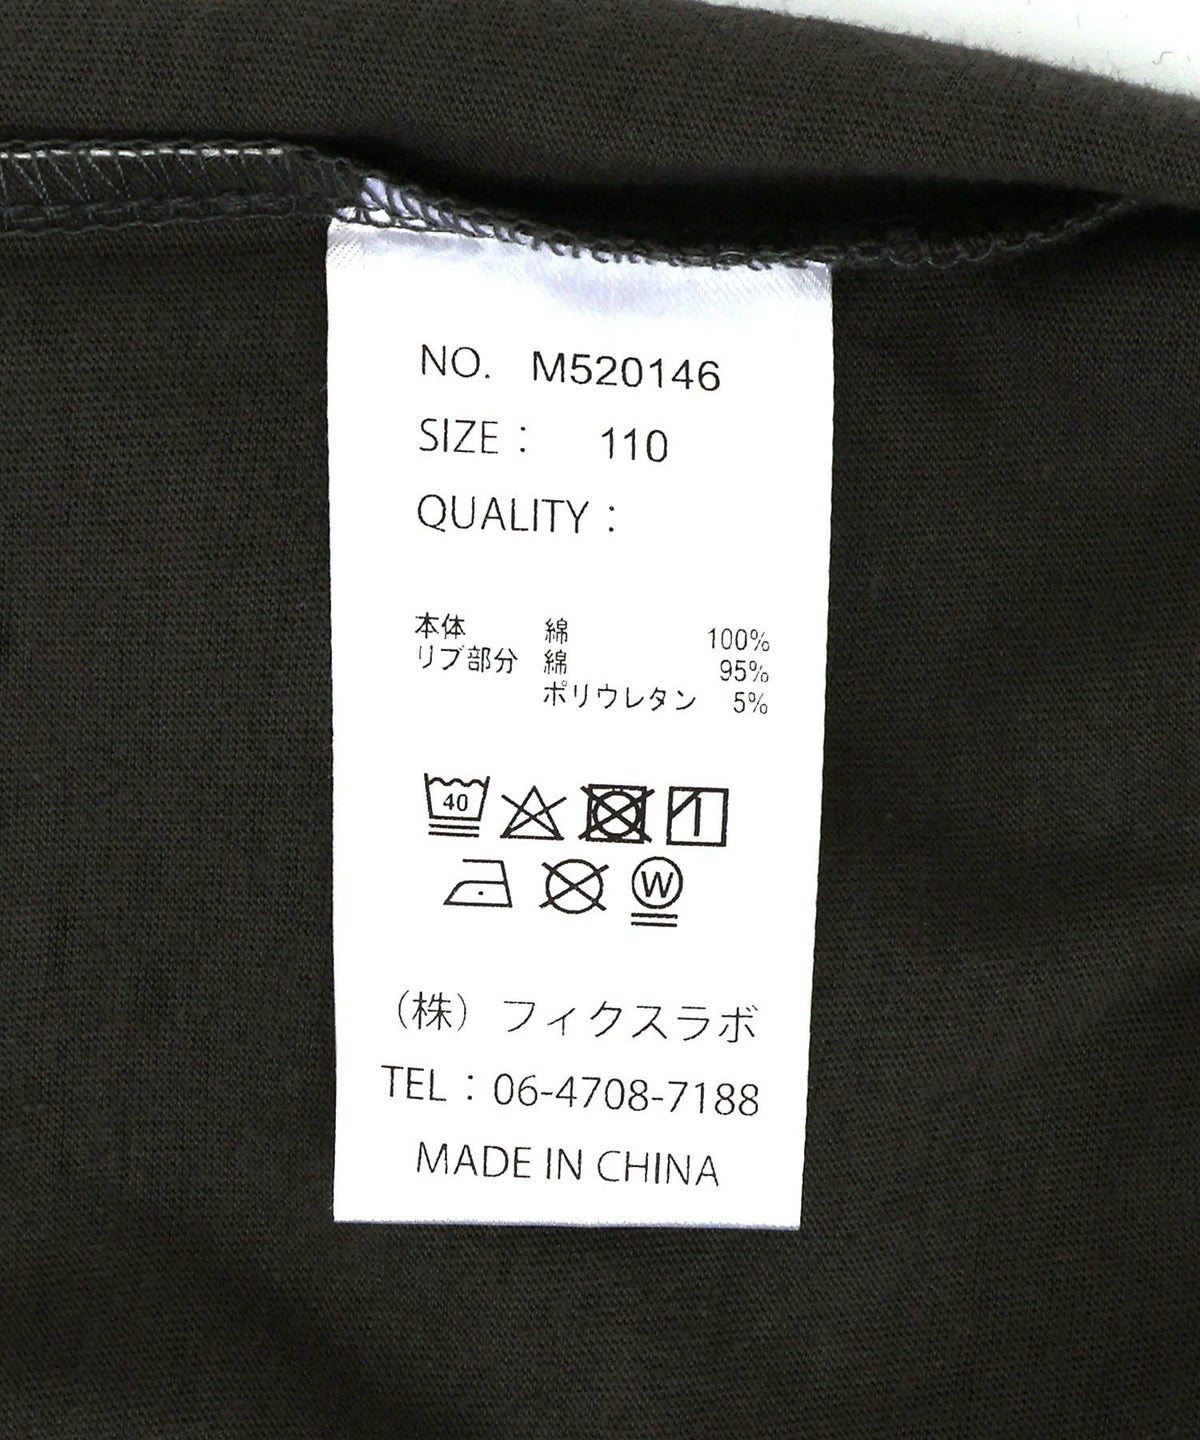 NO. M520146
SIZE : 110
QUALITY :
本体 綿 100%
リブ部分 綿 95%
ポリウレタン 5%
40
W
(株) フィクスラボ
TEL : 06-4708-7188
MADE IN CHINA